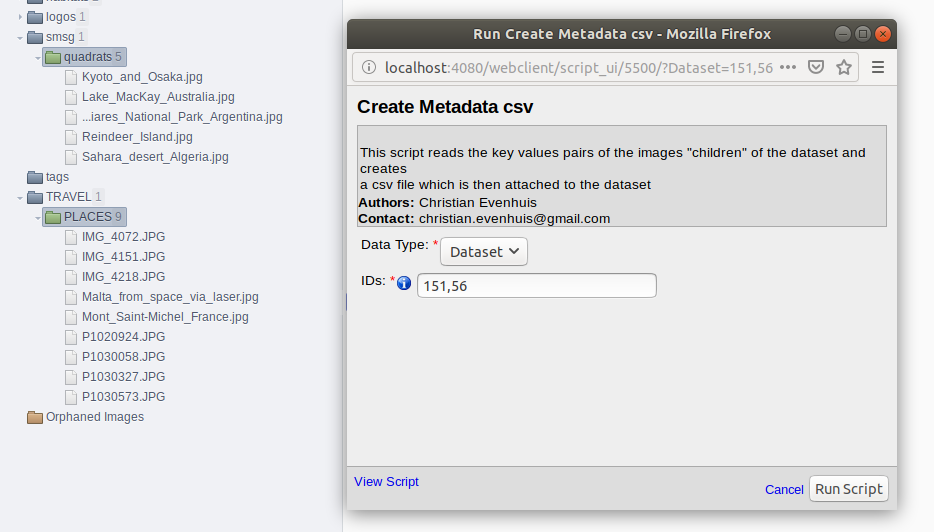 logos 1
smsg 1
quadrats 5
Kyoto_and_Osaka.jpg
Lake_MacKay_Australia.jpg
...iares_National_Park_Argentina.jpg
Reindeer_Island.jpg
Sahara_desert_Algeria.jpg
tags
TRAVEL 1
PLACES 9
IMG_4072.JPG
IMG_4151.JPG
IMG_4218.JPG
Malta_from_space_via_laser.jpg
Mont_Saint-Michel_France.jpg
P1020924.JPG
P1030058.JPG
P1030327.JPG
P1030573.JPG
Orphaned Images
Run Create Metadata csv - Mozilla Firefox
localhost:4080/webclient/script_ui/5500/?Dataset=151,56
Create Metadata csv
This script reads the key values pairs of the images "children" of the dataset and
creates
a csv file which is then attached to the dataset
Authors: Christian Evenhuis
Contact: christian.evenhuis@gmail.com
Data Type: * Dataset
IDs: * 151,56
View Script
Cancel Run Script